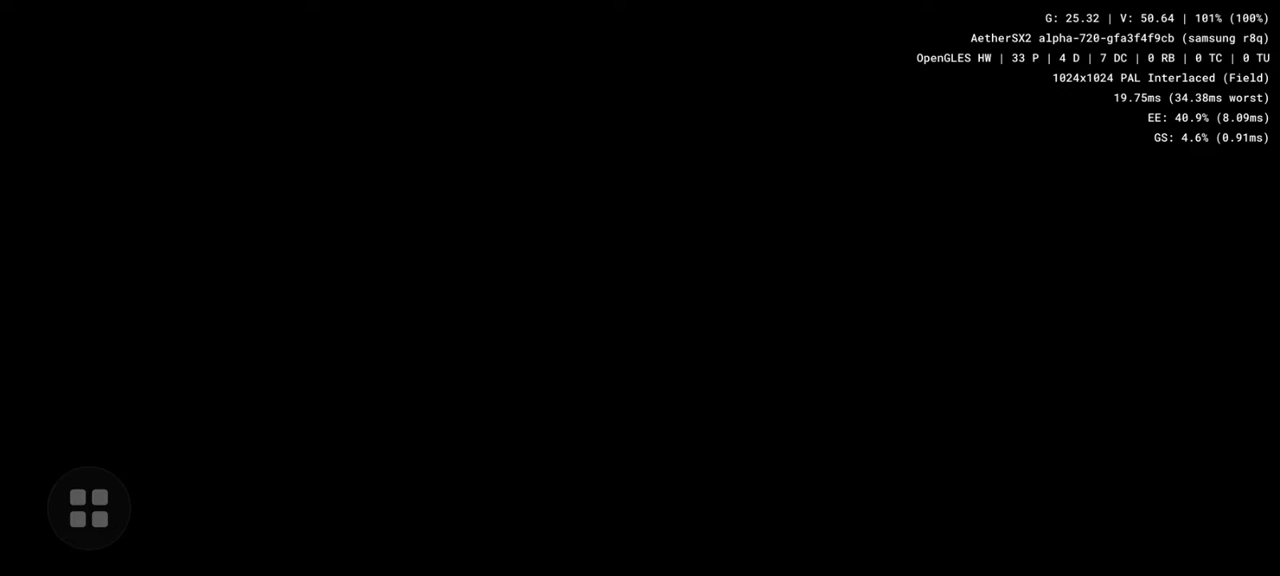 G: 25.32 | V: 50.64 | 101% (100%)
AetherSX2 alpha-720-gfa3f4f9cb (samsung r8q)
OpenGLES HW | 33 P | 4 D | 7 DC | 0 RB | 0 TC | 0 TU
1024x1024 PAL Interlaced (Field)
19.75ms (34.38ms worst)
EE: 40.9% (8.09ms)
GS: 4.6% (0.91ms)